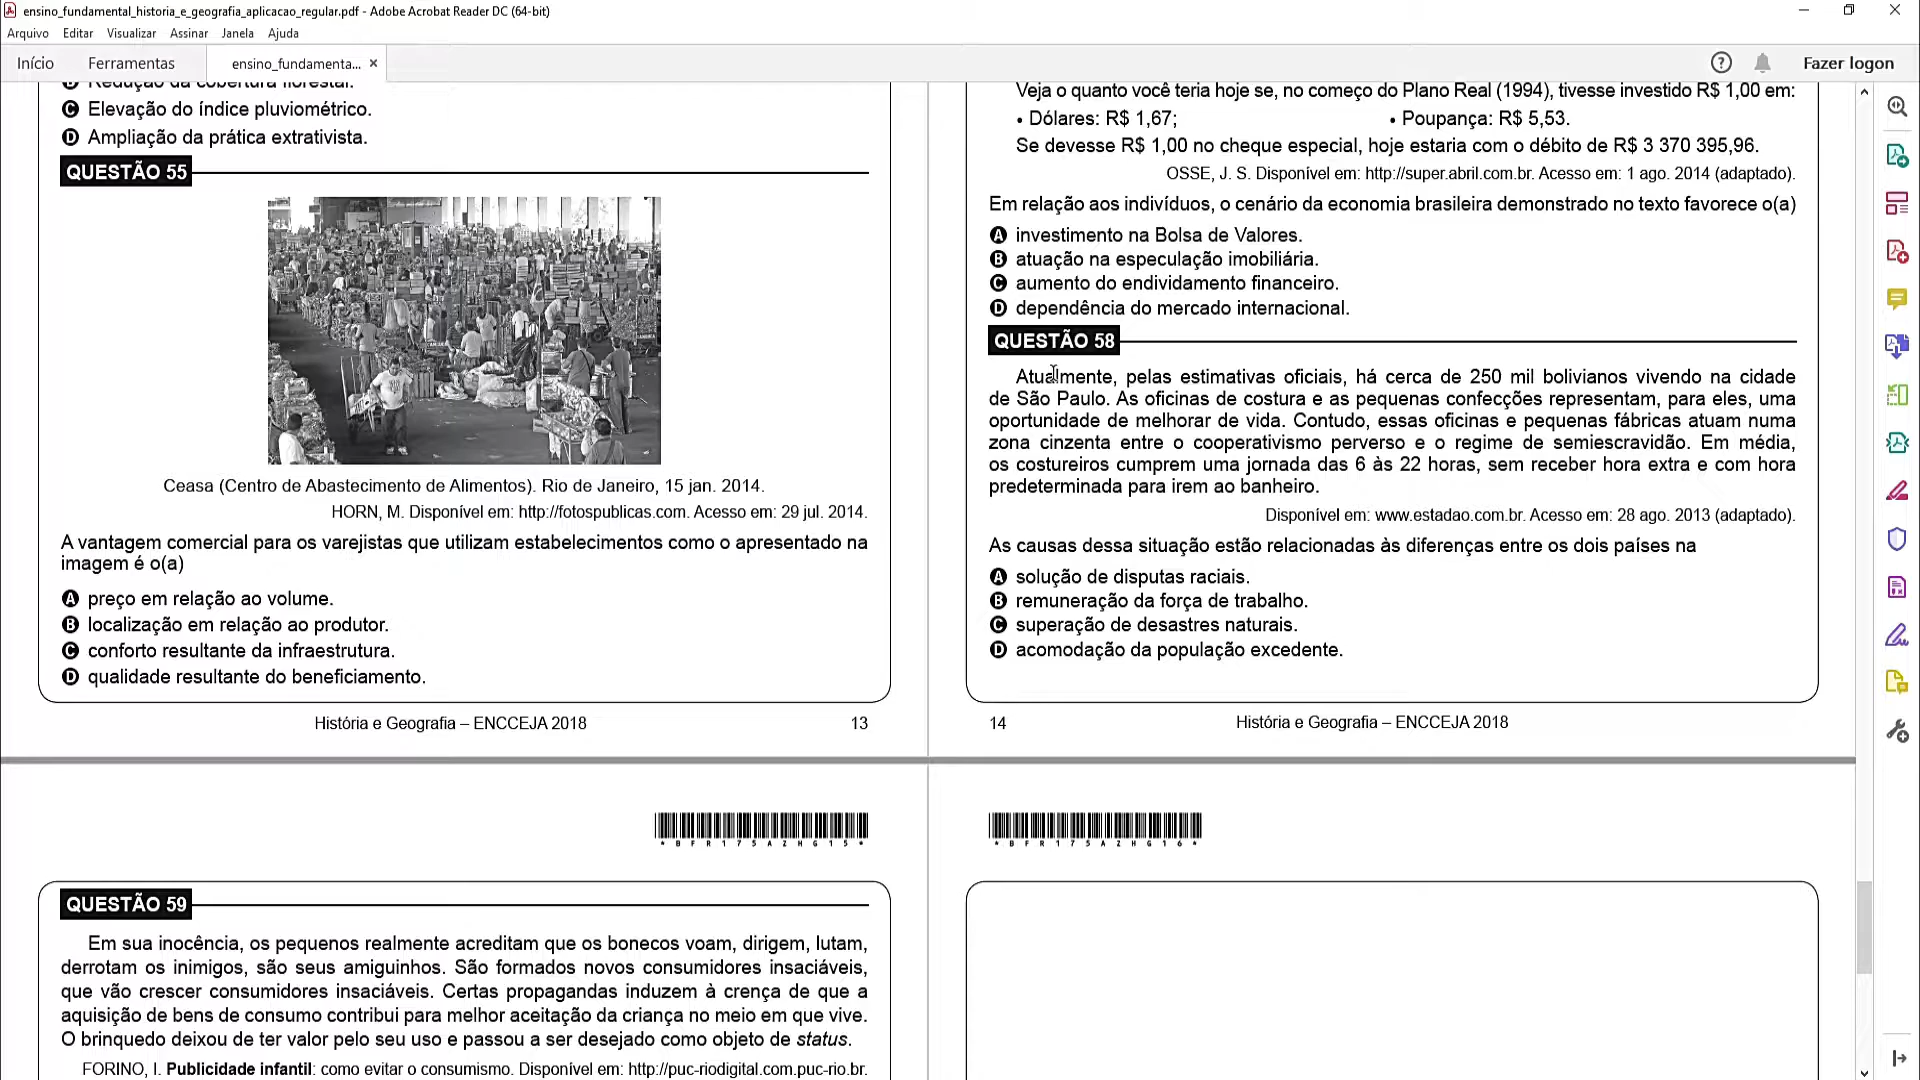 ensino_fundamental_historia_e_geografia_aplicacao_regular.pdf - Adobe Acrobat Reader DC (64-bit)
Arquivo Editar Visualizar Assinar Janela Ajuda
Início Ferramentas ensino_fundamenta... × Fazer logon
B Redução da cobertura florestal.
C Elevação do índice pluviométrico.
D Ampliação da prática extrativista.
QUESTÃO 55
Ceasa (Centro de Abastecimento de Alimentos). Rio de Janeiro, 15 jan. 2014.
HORN, M. Disponível em: http://fotospublicas.com. Acesso em: 29 jul. 2014.
A vantagem comercial para os varejistas que utilizam estabelecimentos como o apresentado na
imagem é o(a)
A preço em relação ao volume.
B localização em relação ao produtor.
C conforto resultante da infraestrutura.
D qualidade resultante do beneficiamento.
História e Geografia – ENCCEJA 2018 13
Veja o quanto você teria hoje se, no começo do Plano Real (1994), tivesse investido R$ 1,00 em:
• Dólares: R$ 1,67; • Poupança: R$ 5,53.
Se devesse R$ 1,00 no cheque especial, hoje estaria com o débito de R$ 3 370 395,96.
OSSE, J. S. Disponível em: http://super.abril.com.br. Acesso em: 1 ago. 2014 (adaptado).
Em relação aos indivíduos, o cenário da economia brasileira demonstrado no texto favorece o(a)
A investimento na Bolsa de Valores.
B atuação na especulação imobiliária.
C aumento do endividamento financeiro.
D dependência do mercado internacional.
QUESTÃO 58
Atualmente, pelas estimativas oficiais, há cerca de 250 mil bolivianos vivendo na cidade
de São Paulo. As oficinas de costura e as pequenas confecções representam, para eles, uma
oportunidade de melhorar de vida. Contudo, essas oficinas e pequenas fábricas atuam numa
zona cinzenta entre o cooperativismo perverso e o regime de semiescravidão. Em média,
os costureiros cumprem uma jornada das 6 às 22 horas, sem receber hora extra e com hora
predeterminada para irem ao banheiro.
Disponível em: www.estadao.com.br. Acesso em: 28 ago. 2013 (adaptado).
As causas dessa situação estão relacionadas às diferenças entre os dois países na
A solução de disputas raciais.
B remuneração da força de trabalho.
C superação de desastres naturais.
D acomodação da população excedente.
14 História e Geografia – ENCCEJA 2018
*BFR175AZHG15*
QUESTÃO 59
Em sua inocência, os pequenos realmente acreditam que os bonecos voam, dirigem, lutam,
derrotam os inimigos, são seus amiguinhos. São formados novos consumidores insaciáveis,
que vão crescer consumidores insaciáveis. Certas propagandas induzem à crença de que a
aquisição de bens de consumo contribui para melhor aceitação da criança no meio em que vive.
O brinquedo deixou de ter valor pelo seu uso e passou a ser desejado como objeto de status.
FORINO, I. Publicidade infantil: como evitar o consumismo. Disponível em: http://puc-riodigital.com.puc-rio.br.
*BFR175AZHG16*